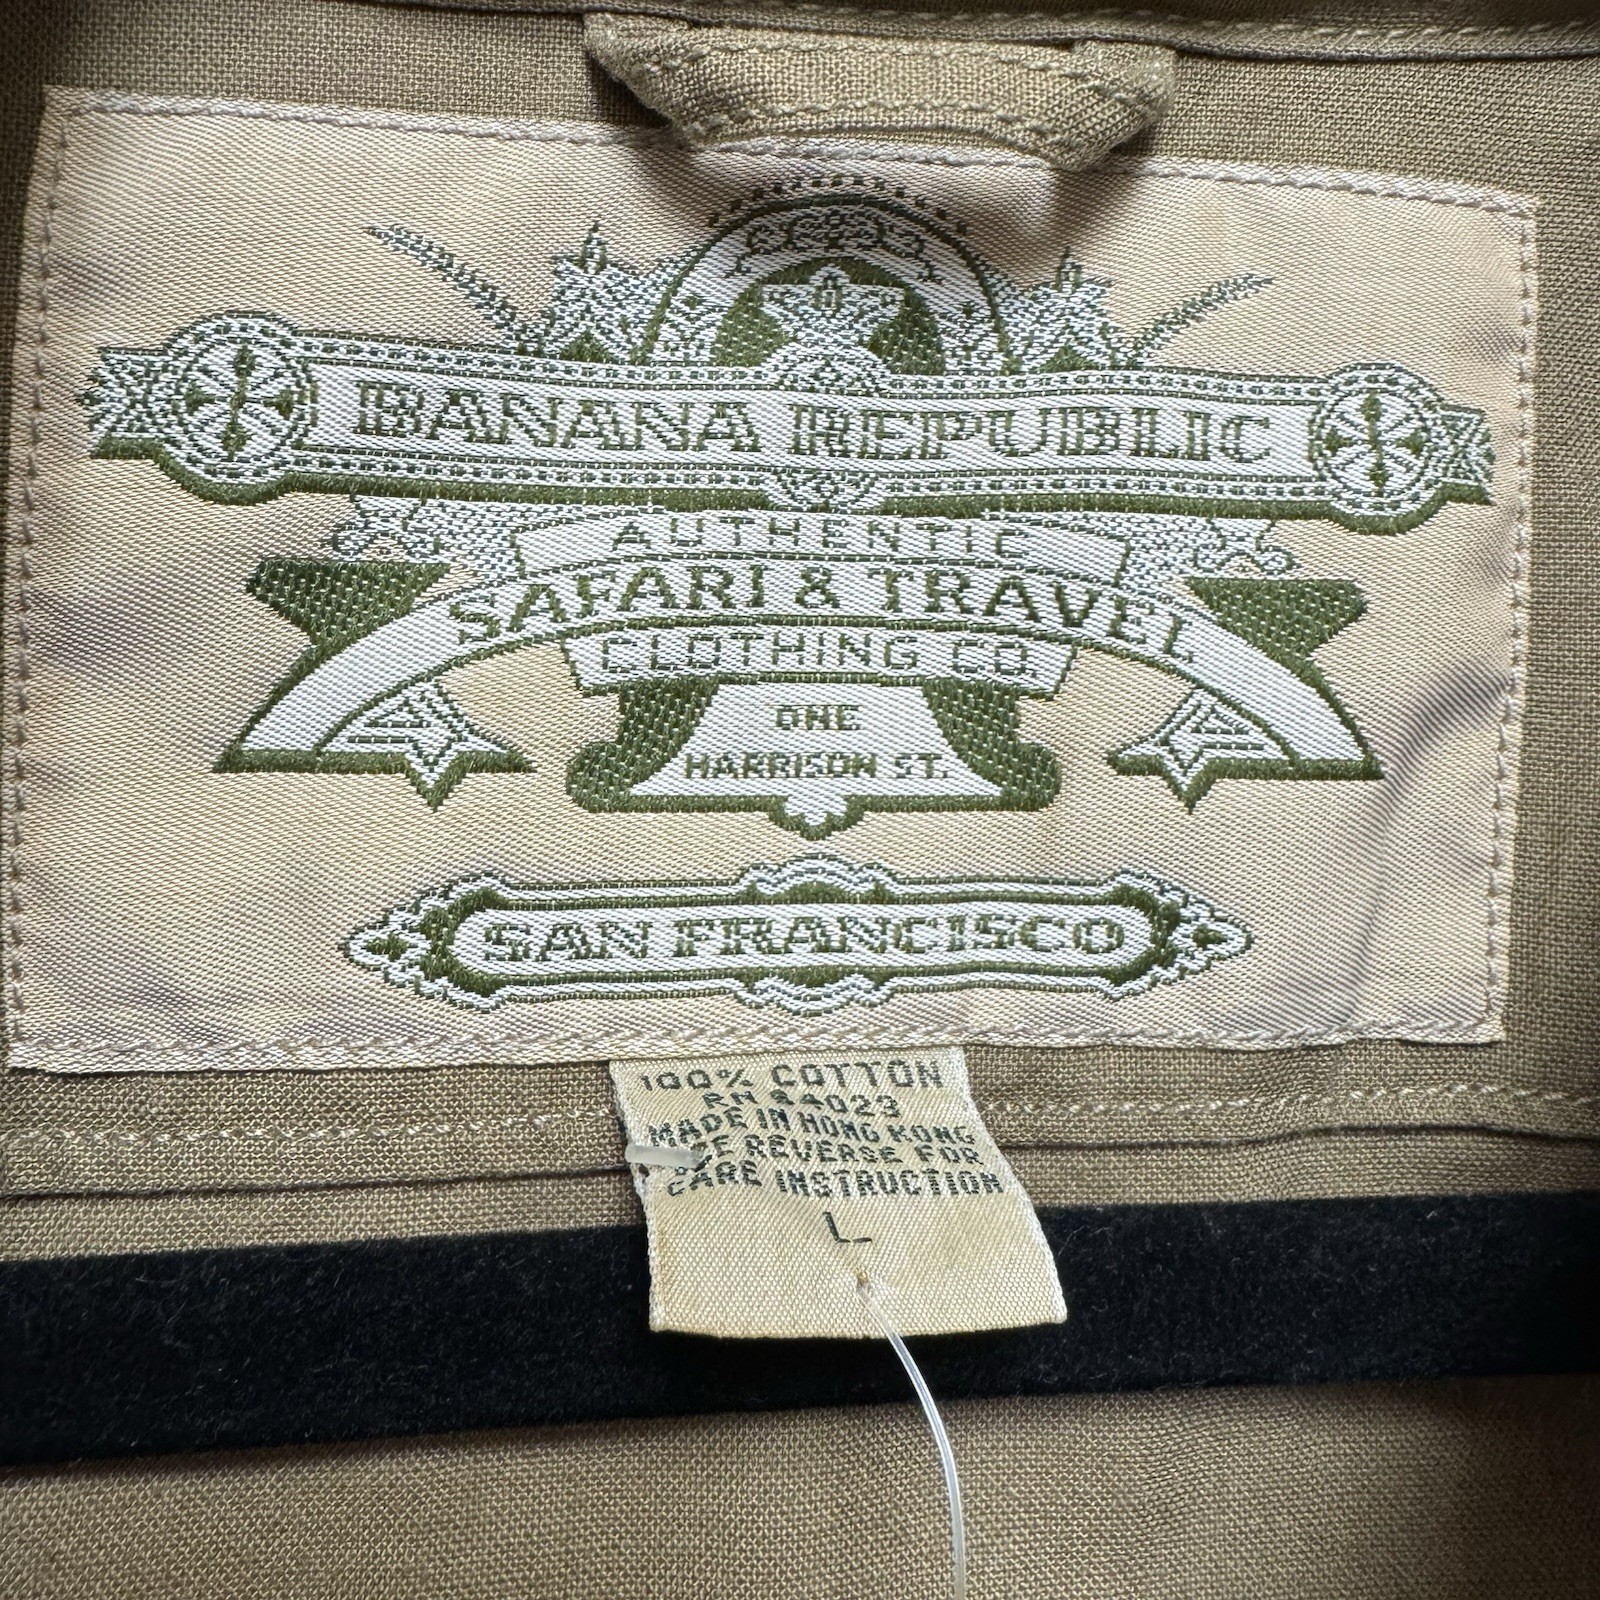 BANANA REPUBLIC
AUTHENTIC
SAFARI & TRAVEL
CLOTHING CO.
ONE
HARRISON ST.
SAN FRANCISCO
100% COTTON
RN 54023
MADE IN HONG KONG
SEE REVERSE FOR
CARE INSTRUCTION
L